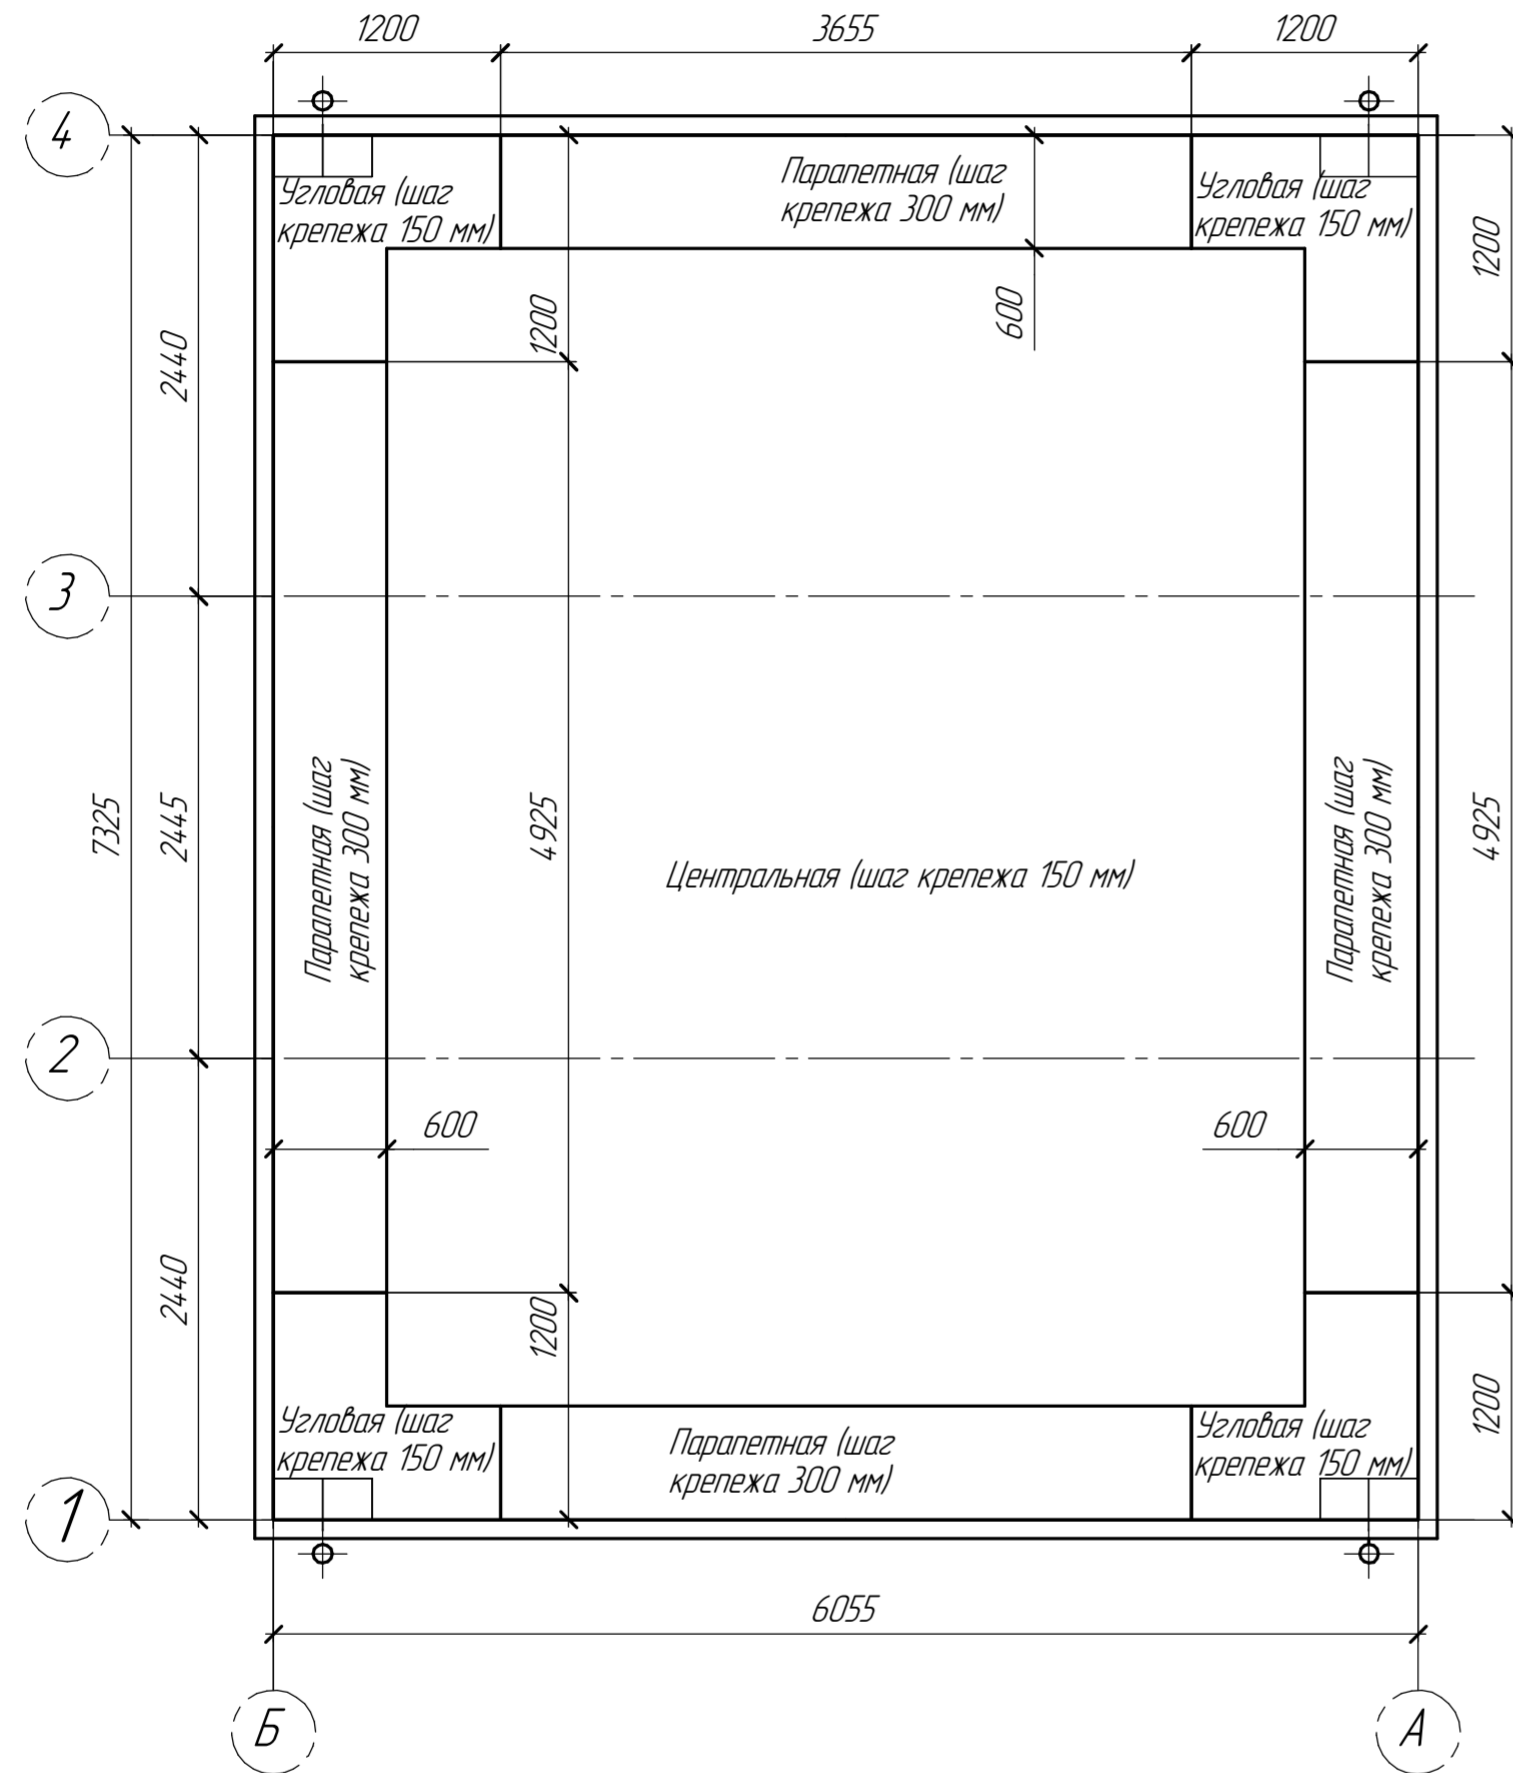 1200
3655
1200
4
Угловая (шаг
крепежа 150 мм)
Парапетная (шаг
крепежа 300 мм)
Угловая (шаг
крепежа 150 мм)
1200
1200
600
2440
3
Парапетная (шаг
крепежа 300 мм)
Парапетная (шаг
крепежа 300 мм)
7325
2445
4925
4925
Центральная (шаг крепежа 150 мм)
2
600
600
2440
1200
1200
Угловая (шаг
крепежа 150 мм)
Парапетная (шаг
крепежа 300 мм)
Угловая (шаг
крепежа 150 мм)
1
6055
Б
А